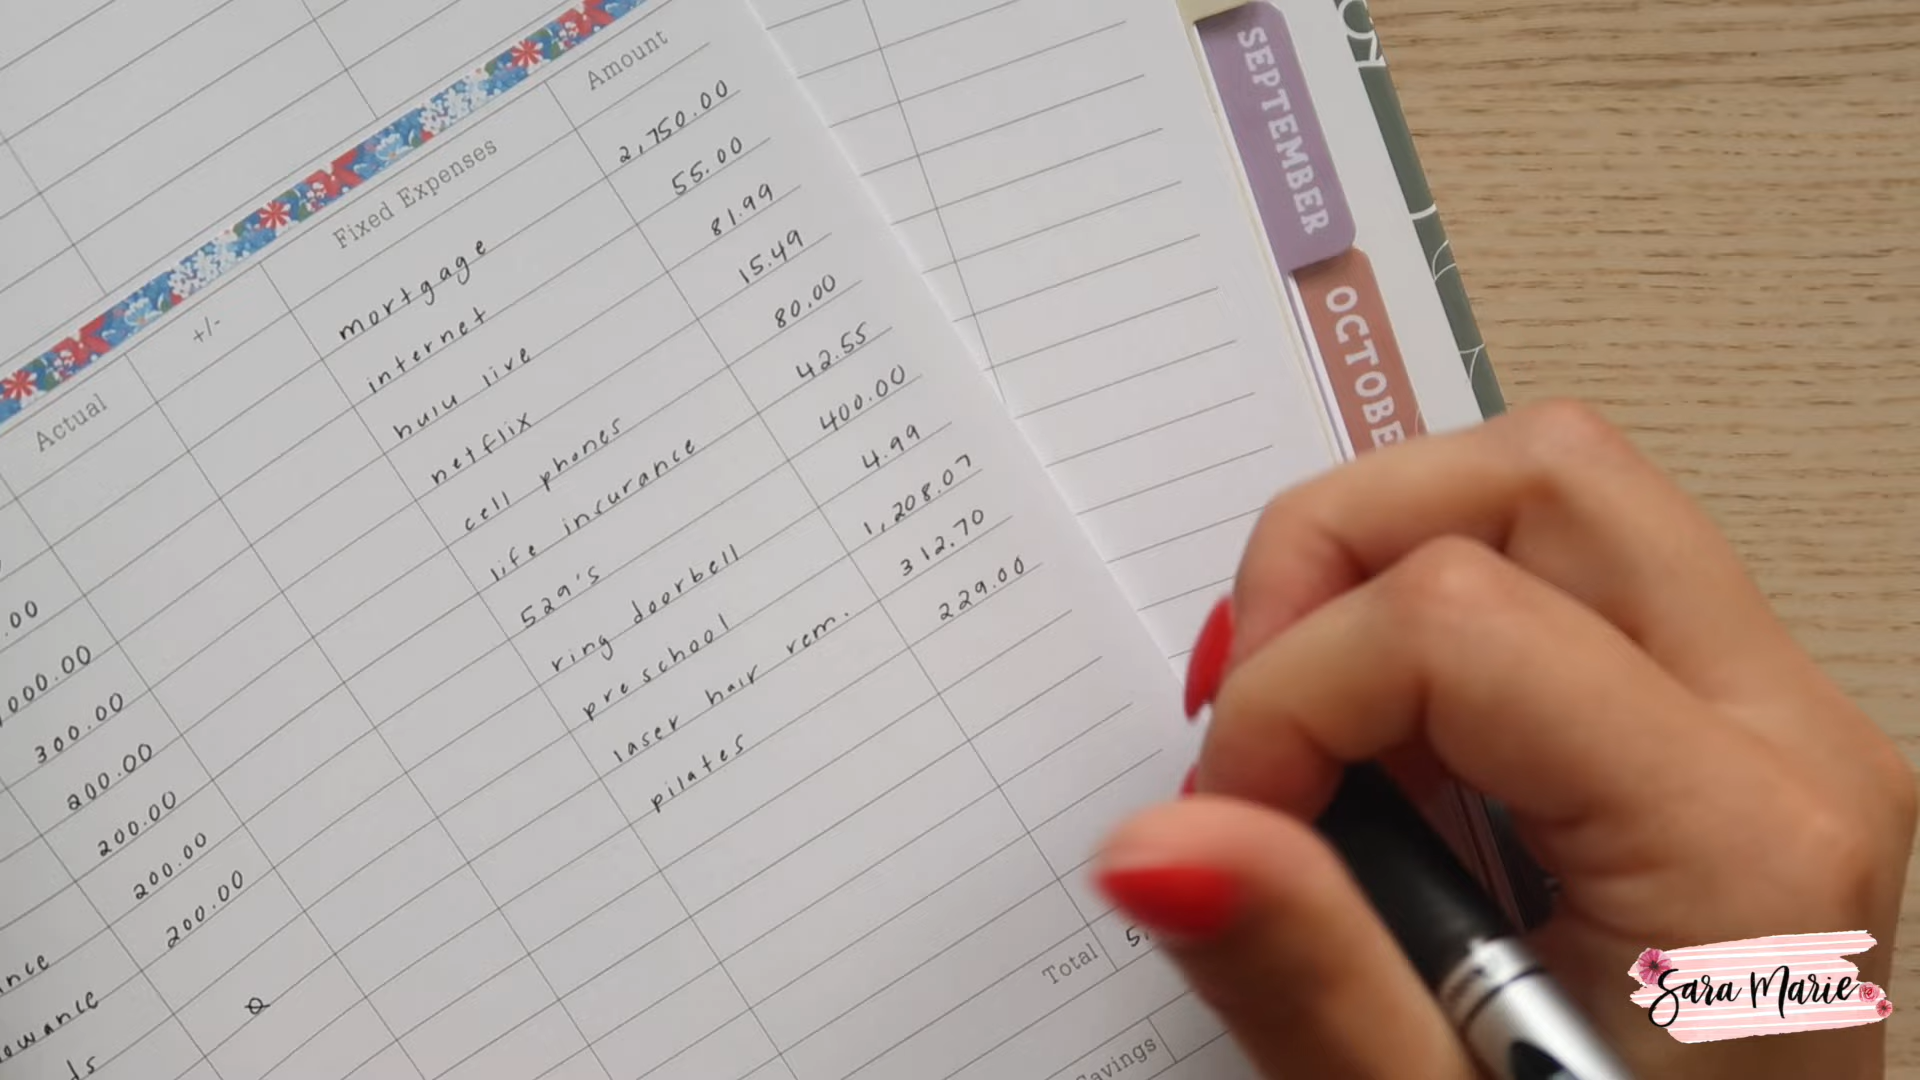 Fixed Expenses Amount
mortgage 2,750.00
internet 55.00
hulu live 81.99
netflix 15.49
cell phones 80.00
life insurance 42.55
529's 400.00
ring doorbell 4.99
preschool 1,208.07
laser hair rem. 312.70
pilates 229.00
Total 5,
Savings
Actual +/-
.00
000.00
300.00
200.00
200.00
200.00
200.00
SEPTEMBER
OCTOBE
Sara Marie